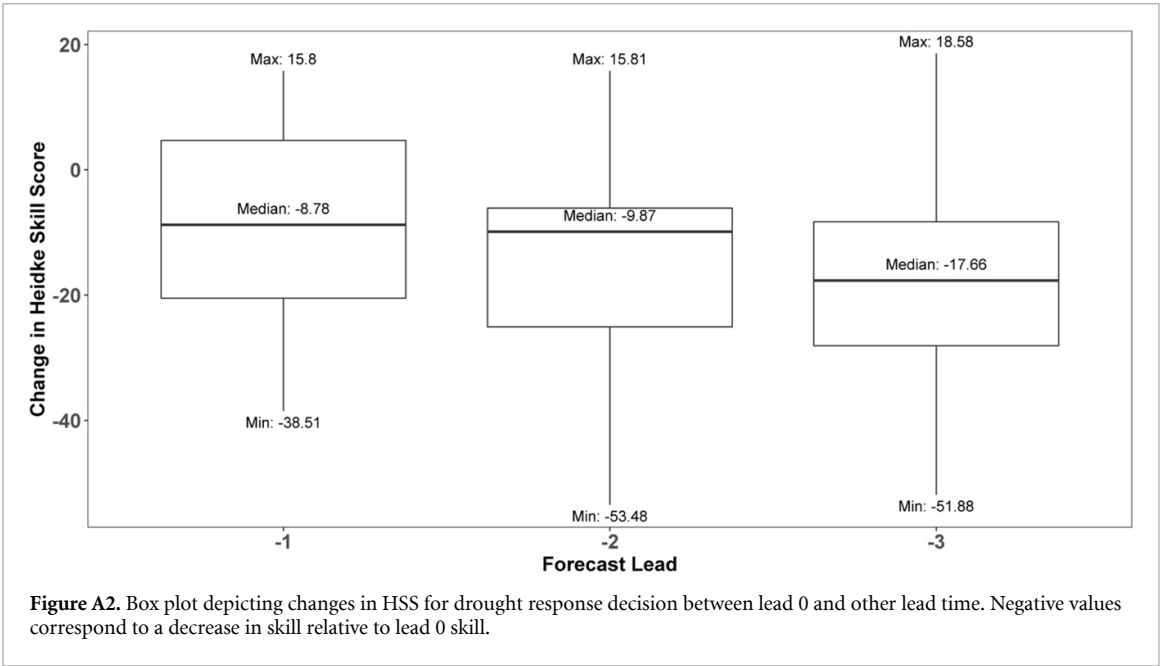 20
0
-20
-40
Change in Heidke Skill Score
Max: 15.8
Median: -8.78
Min: -38.51
Max: 15.81
Median: -9.87
Min: -53.48
Max: 18.58
Median: -17.66
Min: -51.88
-1
-2
-3
Forecast Lead
Figure A2. Box plot depicting changes in HSS for drought response decision between lead 0 and other lead time. Negative values
correspond to a decrease in skill relative to lead 0 skill.